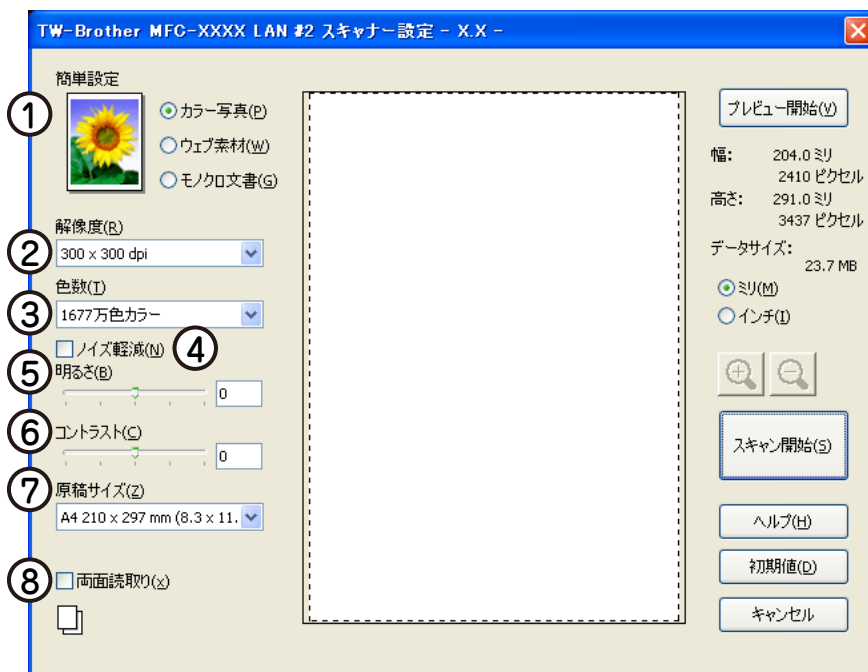 TW-Brother MFC-XXXX LAN #2 スキャナー設定 - X.X -
簡単設定
①
カラー写真(P)
ウェブ素材(W)
モノクロ文書(G)
解像度(R)
②
300 x 300 dpi
色数(T)
③
1677万色カラー
ノイズ軽減(N)
④
⑤
明るさ(B)
0
⑥
コントラスト(C)
0
⑦
原稿サイズ(Z)
A4 210 x 297 mm (8.3 x 11.
⑧
両面読取り(x)
プレビュー開始(V)
幅: 204.0 ミリ
2410 ピクセル
高さ: 291.0 ミリ
3437 ピクセル
データサイズ:
23.7 MB
ミリ(M)
インチ(I)
スキャン開始(S)
ヘルプ(H)
初期値(D)
キャンセル